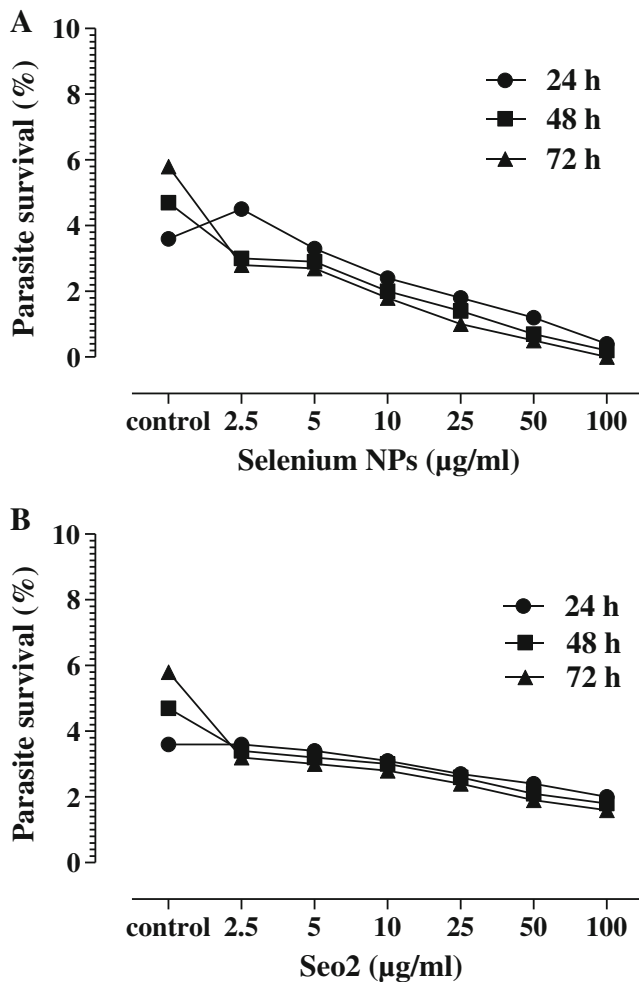 A
Parasite survival (%)
10
8
6
4
2
0
24 h
48 h
72 h
control 2.5 5 10 25 50 100
Selenium NPs (µg/ml)
B
Parasite survival (%)
10
8
6
4
2
0
24 h
48 h
72 h
control 2.5 5 10 25 50 100
Seo2 (µg/ml)